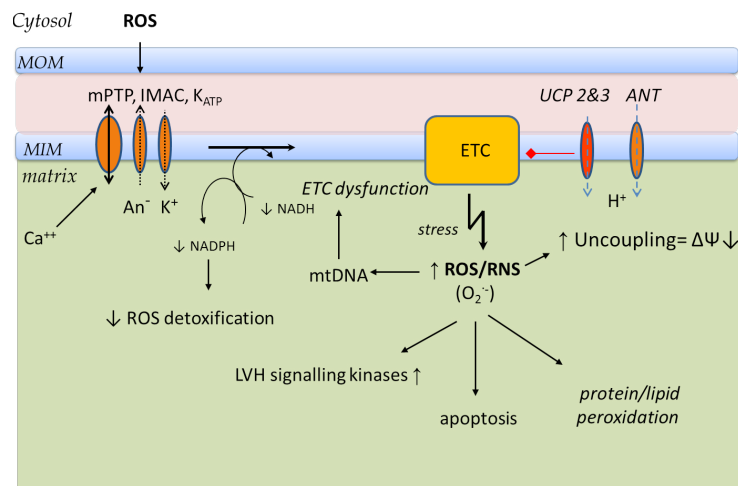 Cytosol ROS
MOM
mPTP, IMAC, K_ATP UCP 2&3 ANT
MIM ETC
matrix
ETC dysfunction
An⁻ K⁺ ↓ NADH H⁺
Ca⁺⁺ stress
↓ NADPH ↑ Uncoupling= ΔΨ ↓
mtDNA ↑ ROS/RNS
(O₂·⁻)
↓ ROS detoxification
LVH signalling kinases ↑
protein/lipid
peroxidation
apoptosis